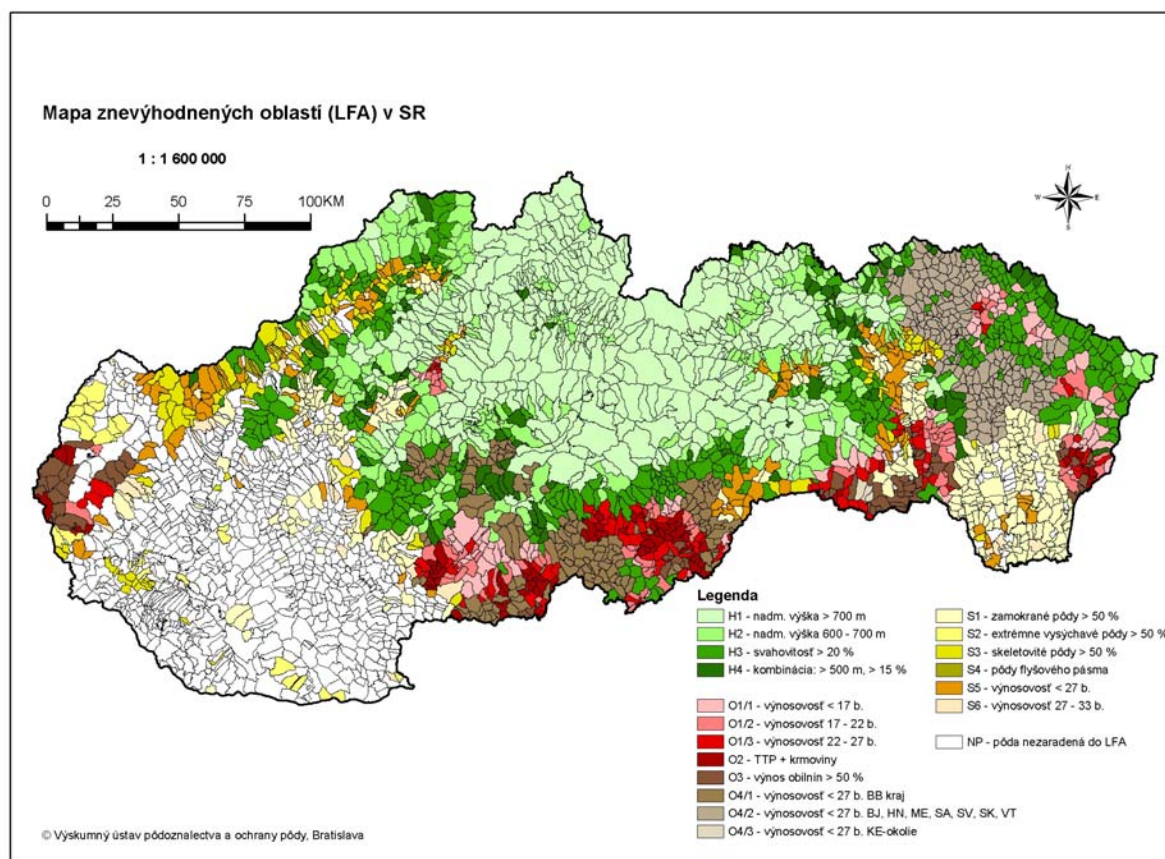 Mapa znevýhodnených oblastí (LFA) v SR
1 : 1 600 000
0 25 50 75 100KM
N
W E
S
Legenda
H1 - nadm. výška > 700 m
H2 - nadm. výška 600 - 700 m
H3 - svahovitosť > 20 %
H4 - kombinácia: > 500 m, > 15 %
O1/1 - výnosovosť < 17 b.
O1/2 - výnosovosť 17 - 22 b.
O1/3 - výnosovosť 22 - 27 b.
O2 - TTP + krmoviny
O3 - výnos obilnín > 50 %
O4/1 - výnosovosť < 27 b. BB kraj
O4/2 - výnosovosť < 27 b. BJ, HN, ME, SA, SV, SK, VT
O4/3 - výnosovosť < 27 b. KE-okolie
S1 - zamokrané pôdy > 50 %
S2 - extrémne vysýchavé pôdy > 50 %
S3 - skeletovité pôdy > 50 %
S4 - pôdy flyšového pásma
S5 - výnosovosť < 27 b.
S6 - výnosovosť 27 - 33 b.
NP - pôda nezaradená do LFA
© Výskumný ústav pôdoznalectva a ochrany pôdy, Bratislava